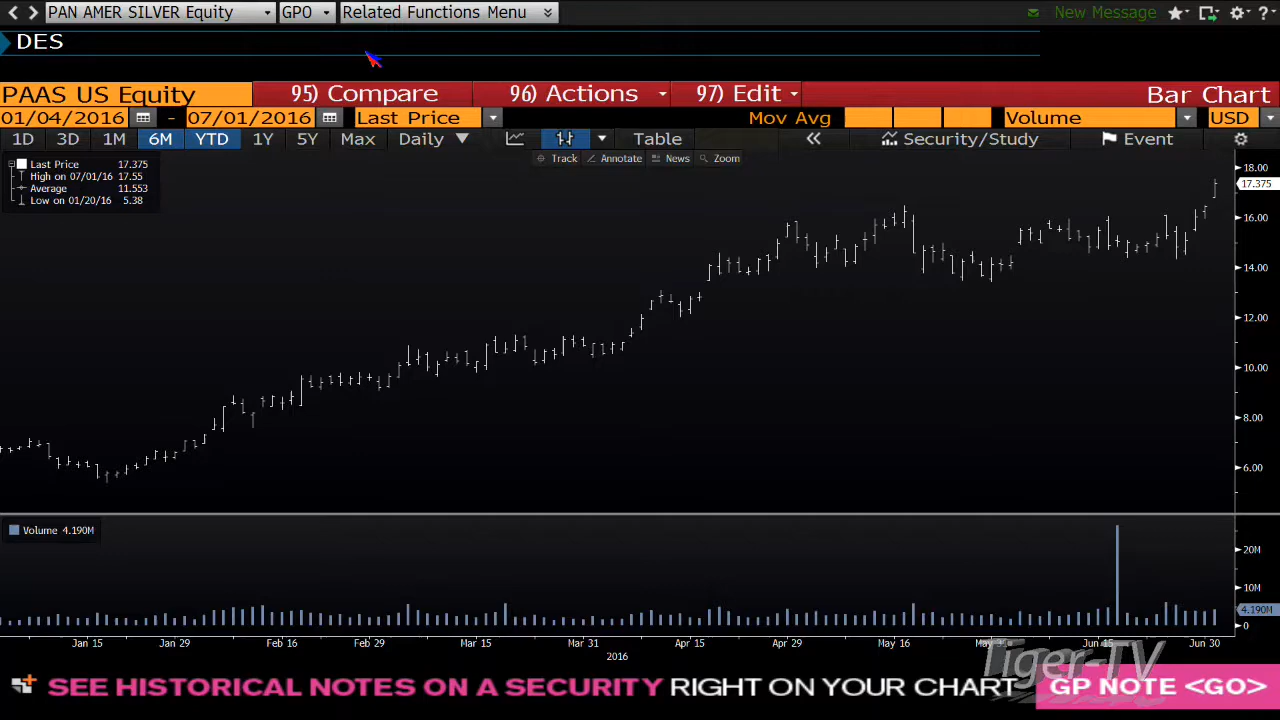 PAN AMER SILVER Equity GPO Related Functions Menu New Message
DES
PAAS US Equity 95) Compare 96) Actions 97) Edit Bar Chart
01/04/2016 - 07/01/2016 Last Price Mov Avg Volume USD
1D 3D 1M 6M YTD 1Y 5Y Max Daily Table Security/Study Event
Track Annotate News Zoom
Last Price 17.375
High on 07/01/16 17.55
Average 11.553
Low on 01/20/16 5.38
18.00
17.375
16.00
14.00
12.00
10.00
8.00
6.00
Volume 4.190M
20M
10M
4.190M
0
Jan 15 Jan 29 Feb 16 Feb 29 Mar 15 Mar 31 Apr 15 Apr 29 May 16 May 31 Jun 15 Jun 30
2016
Tiger-TV
SEE HISTORICAL NOTES ON A SECURITY RIGHT ON YOUR CHART GP NOTE <GO>